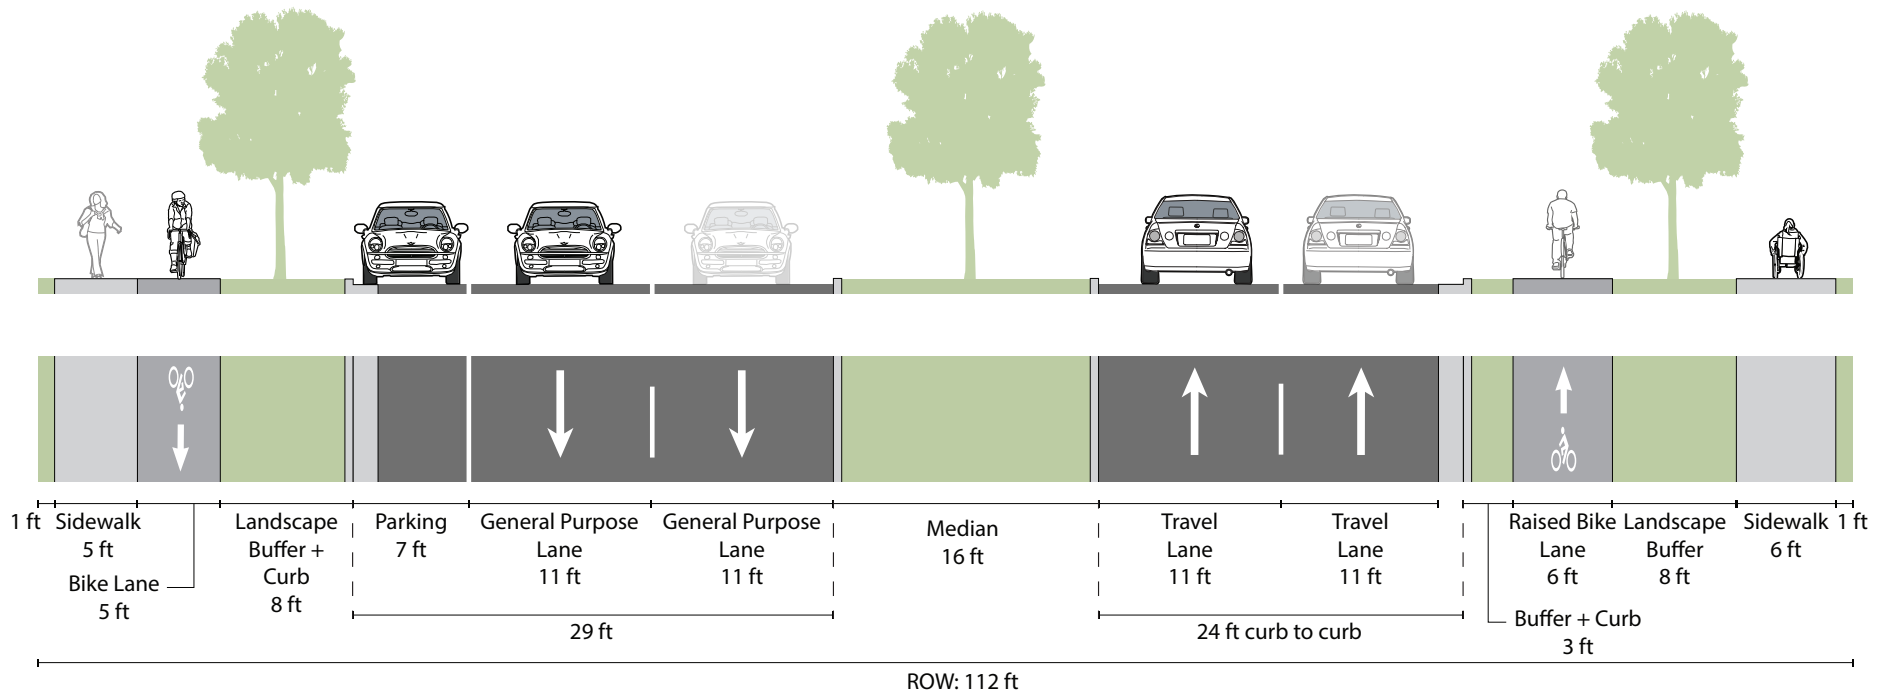 1 ft
Sidewalk
5 ft
Bike Lane
5 ft
Landscape
Buffer +
Curb
8 ft
Parking
7 ft
General Purpose
Lane
11 ft
General Purpose
Lane
11 ft
29 ft
Median
16 ft
Travel
Lane
11 ft
Travel
Lane
11 ft
24 ft curb to curb
Buffer + Curb
3 ft
Raised Bike
Lane
6 ft
Landscape
Buffer
8 ft
Sidewalk
6 ft
1 ft
ROW: 112 ft